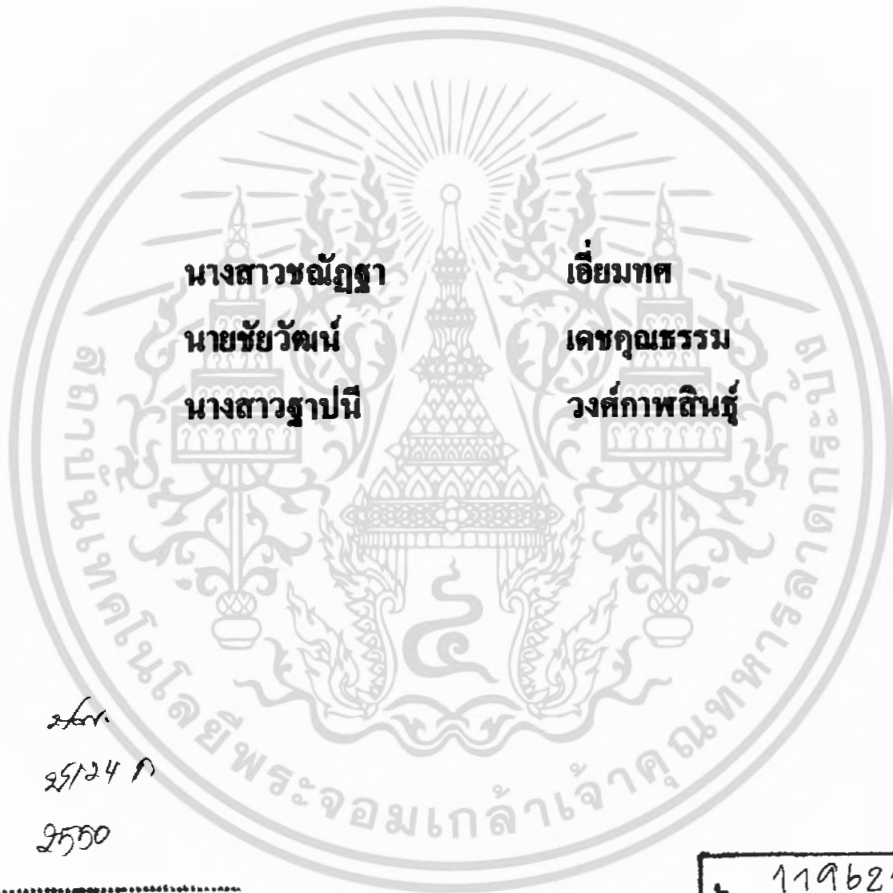 นางสาวชณัฏฐา เอี่ยมทศ
นายชัยวัฒน์ เดชคุณธรรม
นางสาวฐาปนี วงศ์กาฬสินธุ์
สถาบันเทคโนโลยีพระจอมเกล้าเจ้าคุณทหารลาดกระบัง
๔
2550